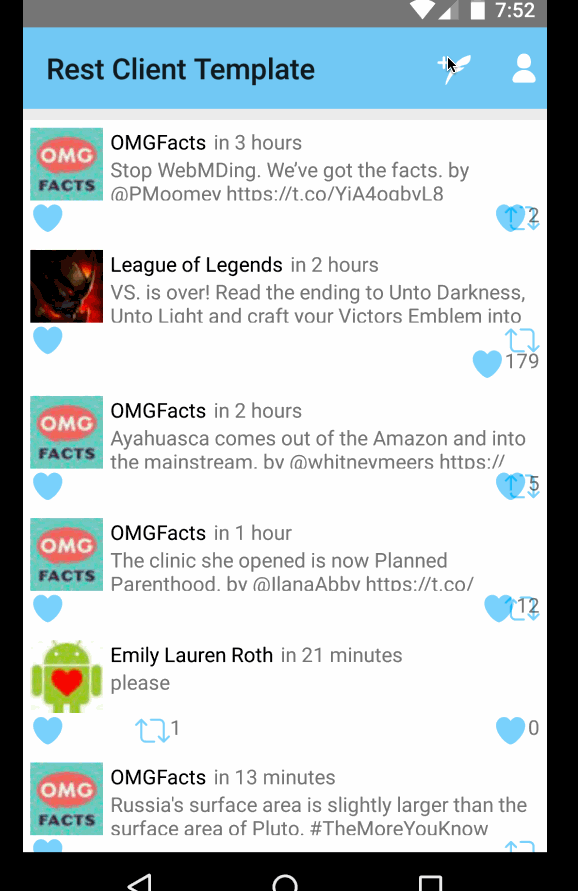 7:52
Rest Client Template
OMG
FACTS
OMGFacts in 3 hours
Stop WebMDing. We’ve got the facts. by
@PMoomey https://t.co/YjA4ogbvL8
2
League of Legends in 2 hours
VS. is over! Read the ending to Unto Darkness,
Unto Light and craft your Victors Emblem into
179
OMG
FACTS
OMGFacts in 2 hours
Ayahuasca comes out of the Amazon and into
the mainstream. by @whitneymeers https://
5
OMG
FACTS
OMGFacts in 1 hour
The clinic she opened is now Planned
Parenthood. by @IlanaAbby https://t.co/
12
Emily Lauren Roth in 21 minutes
please
1 0
OMG
FACTS
OMGFacts in 13 minutes
Russia's surface area is slightly larger than the
surface area of Pluto. #TheMoreYouKnow